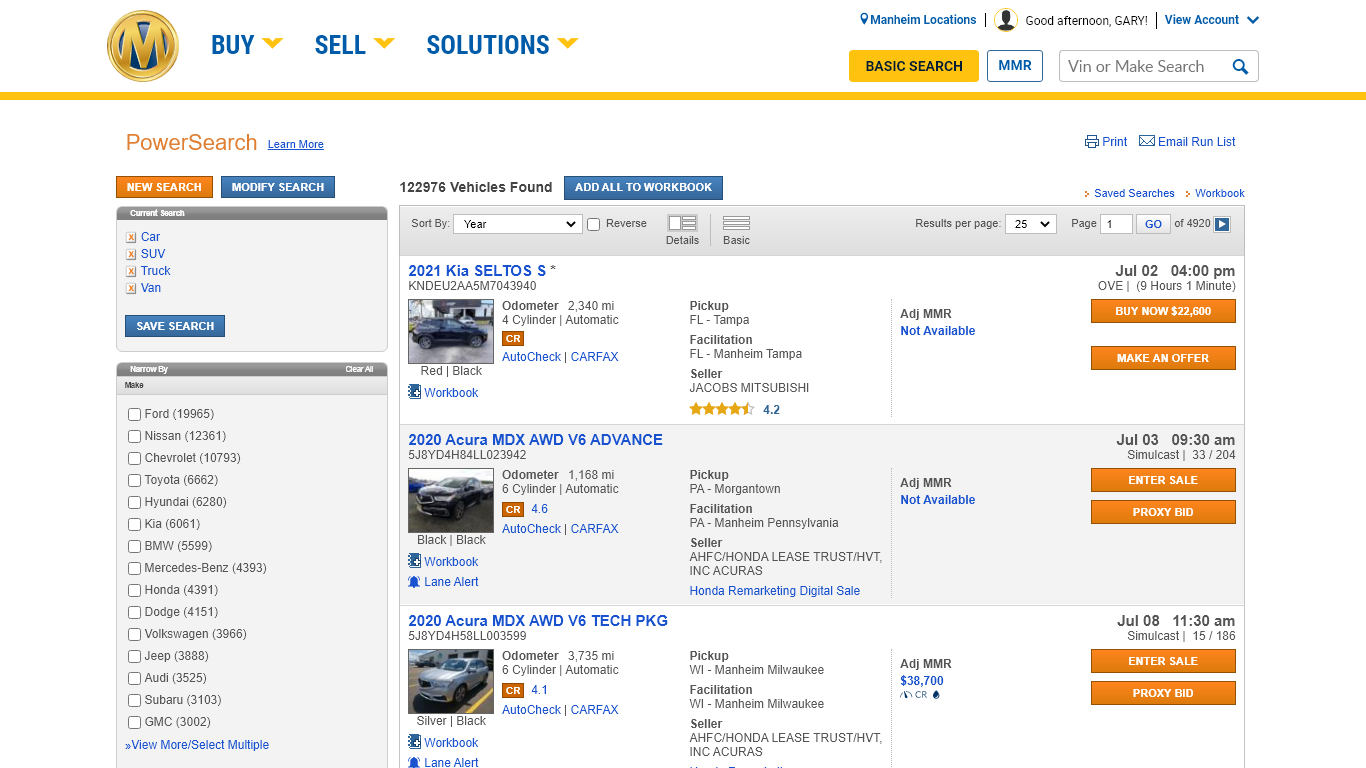 Manheim Locations
Good afternoon, GARY!
View Account
BUY
SELL
SOLUTIONS
BASIC SEARCH
MMR
Vin or Make Search
PowerSearch
Learn More
Print
Email Run List
NEW SEARCH
MODIFY SEARCH
122976 Vehicles Found
ADD ALL TO WORKBOOK
Saved Searches
Workbook
Current Search
Car
SUV
Truck
Van
SAVE SEARCH
Narrow By
Clear All
Make
Ford (19965)
Nissan (12361)
Chevrolet (10793)
Toyota (6662)
Hyundai (6280)
Kia (6061)
BMW (5599)
Mercedes-Benz (4393)
Honda (4391)
Dodge (4151)
Volkswagen (3966)
Jeep (3888)
Audi (3525)
Subaru (3103)
GMC (3002)
»View More/Select Multiple
Sort By: Year
Reverse
Details
Basic
Results per page: 25
Page 1 GO of 4920
2021 Kia SELTOS S *
KNDEU2AA5M7043940
Jul 02 04:00 pm
OVE | (9 Hours 1 Minute)
Odometer 2,340 mi
4 Cylinder | Automatic
CR
AutoCheck | CARFAX
Red | Black
Workbook
Pickup
FL - Tampa
Facilitation
FL - Manheim Tampa
Seller
JACOBS MITSUBISHI
4.2
Adj MMR
Not Available
BUY NOW $22,600
MAKE AN OFFER
2020 Acura MDX AWD V6 ADVANCE
5J8YD4H84LL023942
Jul 03 09:30 am
Simulcast | 33 / 204
Odometer 1,168 mi
6 Cylinder | Automatic
CR 4.6
AutoCheck | CARFAX
Black | Black
Workbook
Lane Alert
Pickup
PA - Morgantown
Facilitation
PA - Manheim Pennsylvania
Seller
AHFC/HONDA LEASE TRUST/HVT,
INC ACURAS
Honda Remarketing Digital Sale
Adj MMR
Not Available
ENTER SALE
PROXY BID
2020 Acura MDX AWD V6 TECH PKG
5J8YD4H58LL003599
Jul 08 11:30 am
Simulcast | 15 / 186
Odometer 3,735 mi
6 Cylinder | Automatic
CR 4.1
AutoCheck | CARFAX
Silver | Black
Workbook
Lane Alert
Pickup
WI - Manheim Milwaukee
Facilitation
WI - Manheim Milwaukee
Seller
AHFC/HONDA LEASE TRUST/HVT,
INC ACURAS
Adj MMR
$38,700
CR
ENTER SALE
PROXY BID